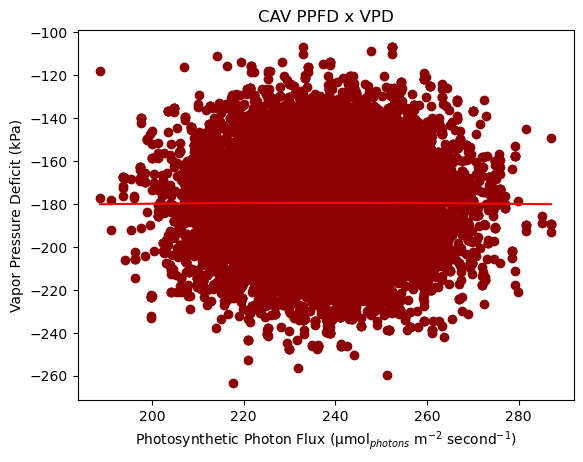 CAV PPFD x VPD
Vapor Pressure Deficit (kPa)
−100
−120
−140
−160
−180
−200
−220
−240
−260
200 220 240 260 280
Photosynthetic Photon Flux (μmol$_{photons}$ m$^{−2}$ second$^{−1}$)